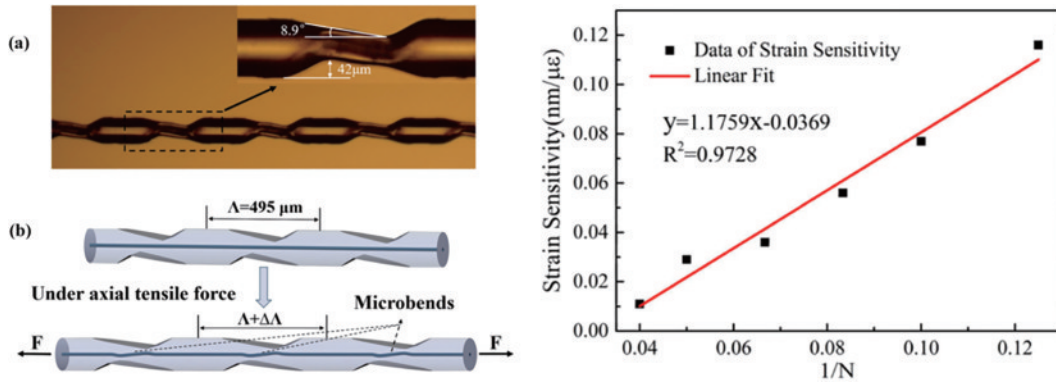 (a)
8.9°
42μm
(b)
Λ=495 μm
Under axial tensile force
Microbends
Λ+ΔΛ
F
F
Strain Sensitivity(nm/με)
0.12
0.10
0.08
0.06
0.04
0.02
0.00
Data of Strain Sensitivity
Linear Fit
y=1.1759x-0.0369
R²=0.9728
0.04
0.06
0.08
0.10
0.12
1/N